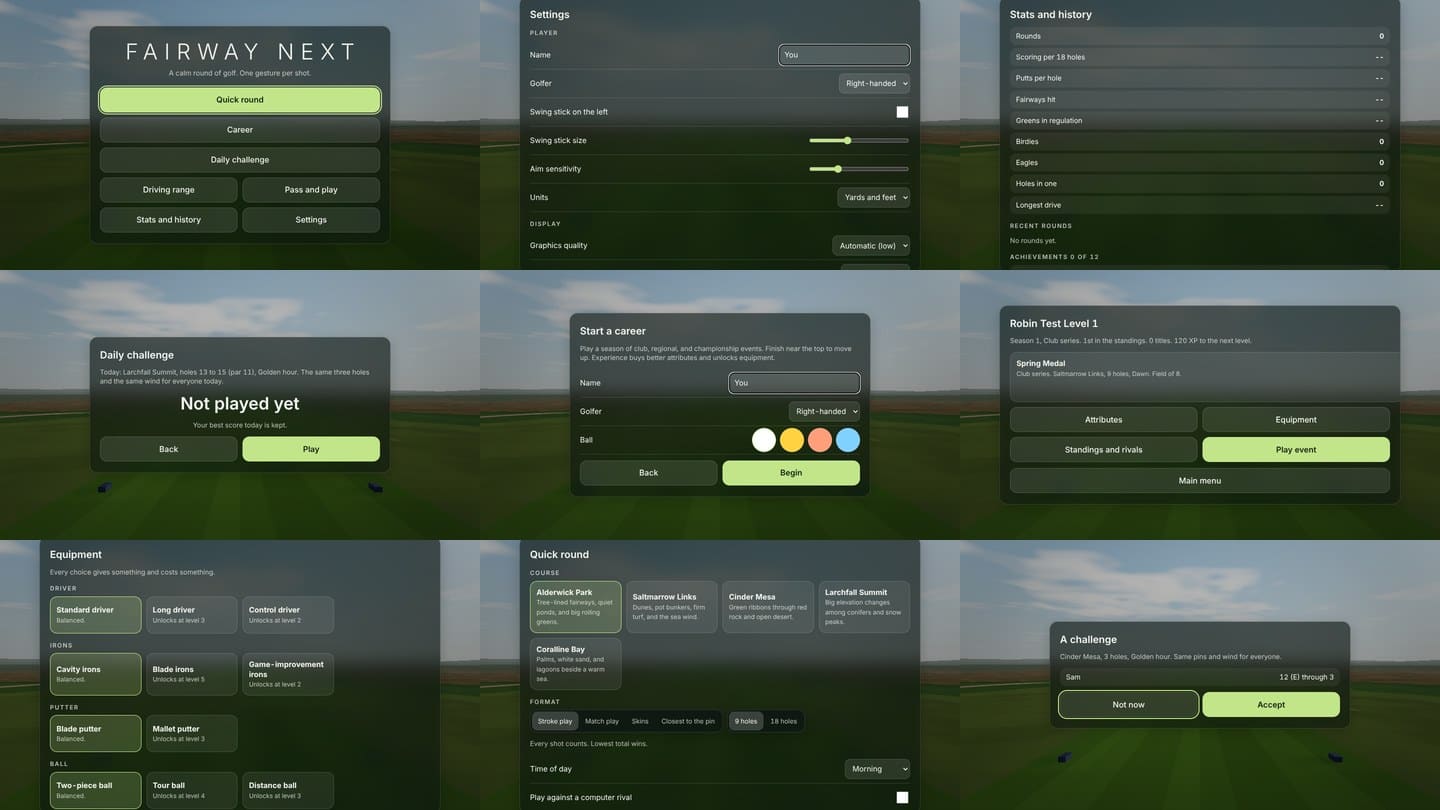 FAIRWAY NEXT
A calm round of golf. One gesture per shot.
Quick round
Career
Daily challenge
Driving range
Pass and play
Stats and history
Settings
Settings
PLAYER
Name
You
Golfer
Right-handed
Swing stick on the left
Swing stick size
Aim sensitivity
Units
Yards and feet
DISPLAY
Graphics quality
Automatic (low)
Stats and history
Rounds 0
Scoring per 18 holes --
Putts per hole --
Fairways hit --
Greens in regulation --
Birdies 0
Eagles 0
Holes in one 0
Longest drive --
RECENT ROUNDS
No rounds yet.
ACHIEVEMENTS 0 OF 12
Daily challenge
Today: Larchfall Summit, holes 13 to 15 (par 11), Golden hour. The same three holes
and the same wind for everyone today.
Not played yet
Your best score today is kept.
Back
Play
Start a career
Play a season of club, regional, and championship events. Finish near the top to move
up. Experience buys better attributes and unlocks equipment.
Name
You
Golfer
Right-handed
Ball
Back
Begin
Robin Test Level 1
Season 1, Club series. 1st in the standings. 0 titles. 120 XP to the next level.
Spring Medal
Club series. Saltmarrow Links, 9 holes, Dawn. Field of 8.
Attributes
Equipment
Standings and rivals
Play event
Main menu
Equipment
Every choice gives something and costs something.
DRIVER
Standard driver
Balanced.
Long driver
Unlocks at level 3
Control driver
Unlocks at level 2
IRONS
Cavity irons
Balanced.
Blade irons
Unlocks at level 5
Game-improvement
irons
Unlocks at level 2
PUTTER
Blade putter
Balanced.
Mallet putter
Unlocks at level 3
BALL
Two-piece ball
Balanced.
Tour ball
Unlocks at level 4
Distance ball
Unlocks at level 3
Quick round
COURSE
Alderwick Park
Tree-lined fairways, quiet
ponds, and big rolling
greens.
Saltmarrow Links
Dunes, pot bunkers, firm
turf, and the sea wind.
Cinder Mesa
Green ribbons through red
rock and open desert.
Larchfall Summit
Big elevation changes
among conifers and snow
peaks.
Coralline Bay
Palms, white sand, and
lagoons beside a warm
sea.
FORMAT
Stroke play
Match play
Skins
Closest to the pin
9 holes
18 holes
Every shot counts. Lowest total wins.
Time of day
Morning
Play against a computer rival
A challenge
Cinder Mesa, 3 holes, Golden hour. Same pins and wind for everyone.
Sam
12 (E) through 3
Not now
Accept